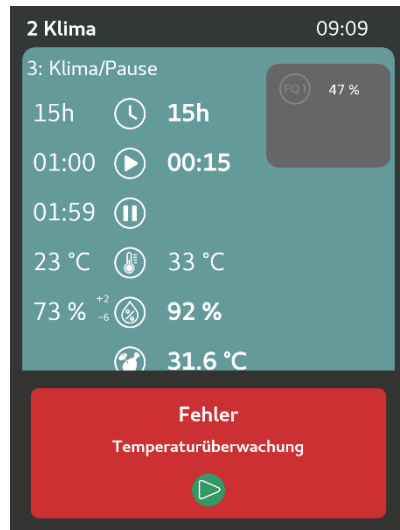 2 Klima 09:09
3: Klima/Pause
FQ1 47 %
15h 15h
01:00 00:15
01:59
23 °C 33 °C
73 % +2 -6 % 92 %
31.6 °C
Fehler
Temperaturüberwachung